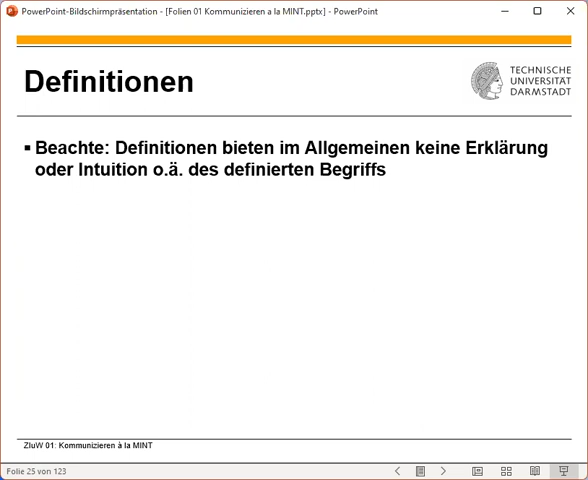 PowerPoint-Bildschirmpräsentation - [Folien 01 Kommunizieren a la MINT.pptx] - PowerPoint
Definitionen
TECHNISCHE
UNIVERSITÄT
DARMSTADT
▪ Beachte: Definitionen bieten im Allgemeinen keine Erklärung
oder Intuition o.ä. des definierten Begriffs
ZIuW 01: Kommunizieren à la MINT
Folie 25 von 123